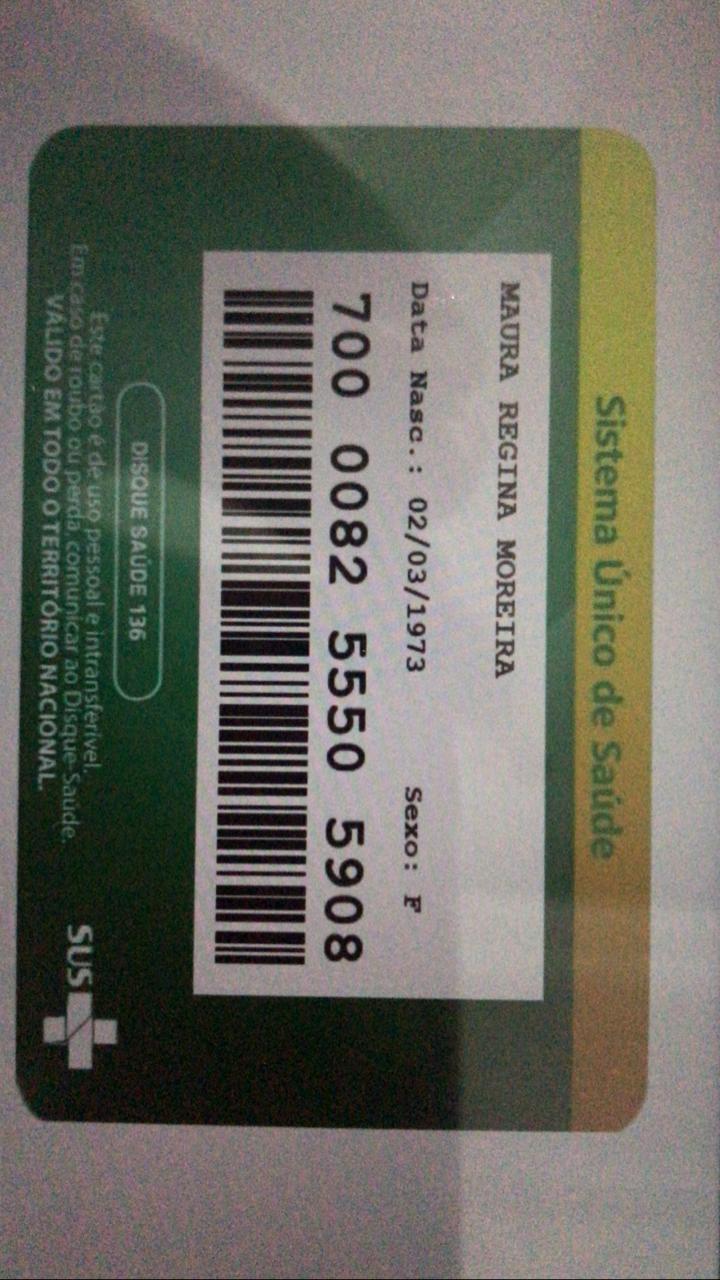 Sistema Único de Saúde
MAURA REGINA MOREIRA
Data Nasc.: 02/03/1973 Sexo: F
700 0082 5550 5908
DISQUE SAÚDE 136
Este cartão é de uso pessoal e intransferível.
Em caso de roubo ou perda, comunicar ao Disque-Saúde.
VÁLIDO EM TODO O TERRITÓRIO NACIONAL.
SUS